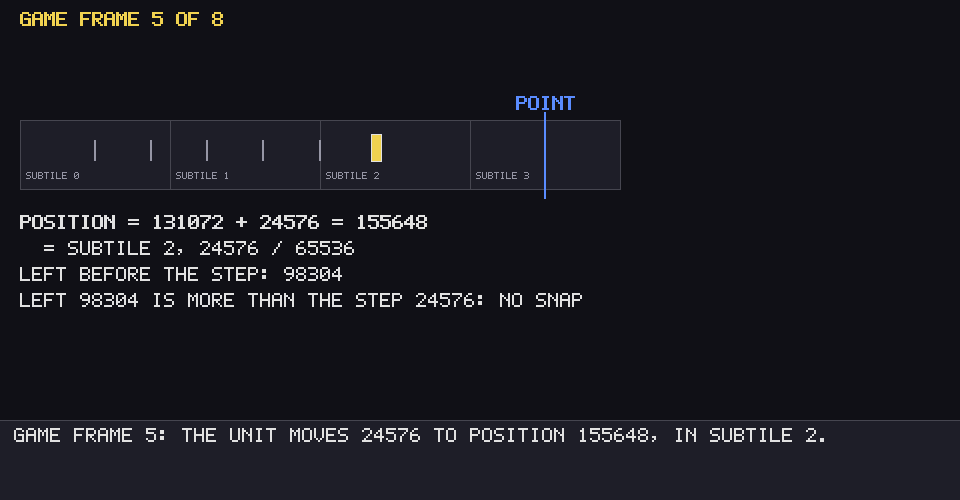 GAME FRAME 5 OF 8
POINT
SUBTILE 0 SUBTILE 1 SUBTILE 2 SUBTILE 3
POSITION = 131072 + 24576 = 155648
= SUBTILE 2, 24576 / 65536
LEFT BEFORE THE STEP: 98304
LEFT 98304 IS MORE THAN THE STEP 24576: NO SNAP
GAME FRAME 5: THE UNIT MOVES 24576 TO POSITION 155648, IN SUBTILE 2.